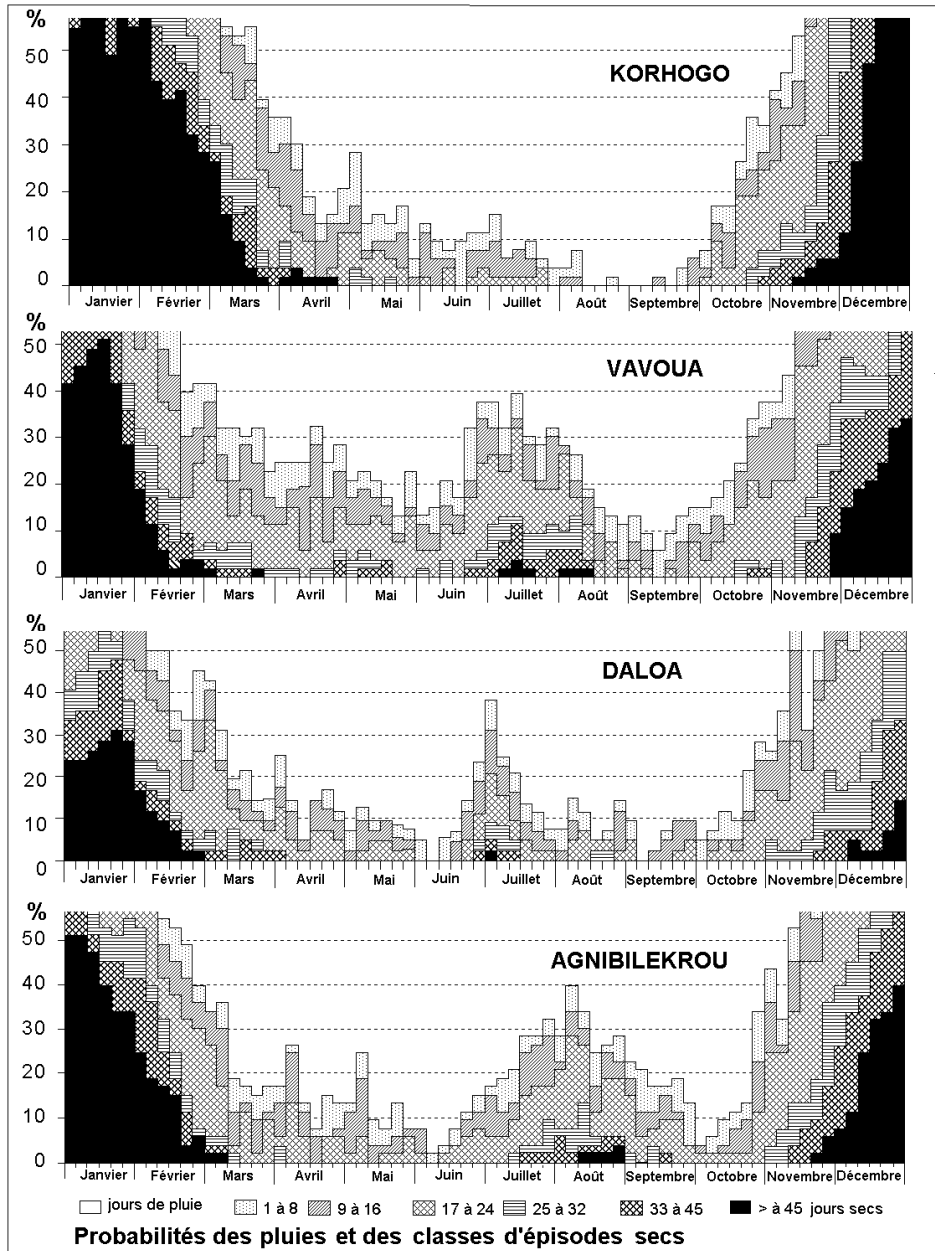 %
KORHOGO
50
40
30
20
10
0
Janvier Février Mars Avril Mai Juin Juillet Août Septembre Octobre Novembre Décembre
%
VAVOUA
50
40
30
20
10
0
Janvier Février Mars Avril Mai Juin Juillet Août Septembre Octobre Novembre Décembre
DALOA
50
40
30
20
10
0
Janvier Février Mars Avril Mai Juin Juillet Août Septembre Octobre Novembre Décembre
%
AGNIBILEKROU
50
40
30
20
10
0
Janvier Février Mars Avril Mai Juin Juillet Août Septembre Octobre Novembre Décembre
jours de pluie 1 à 8 9 à 16 17 à 24 25 à 32 33 à 45 > à 45 jours secs
Probabilités des pluies et des classes d'épisodes secs